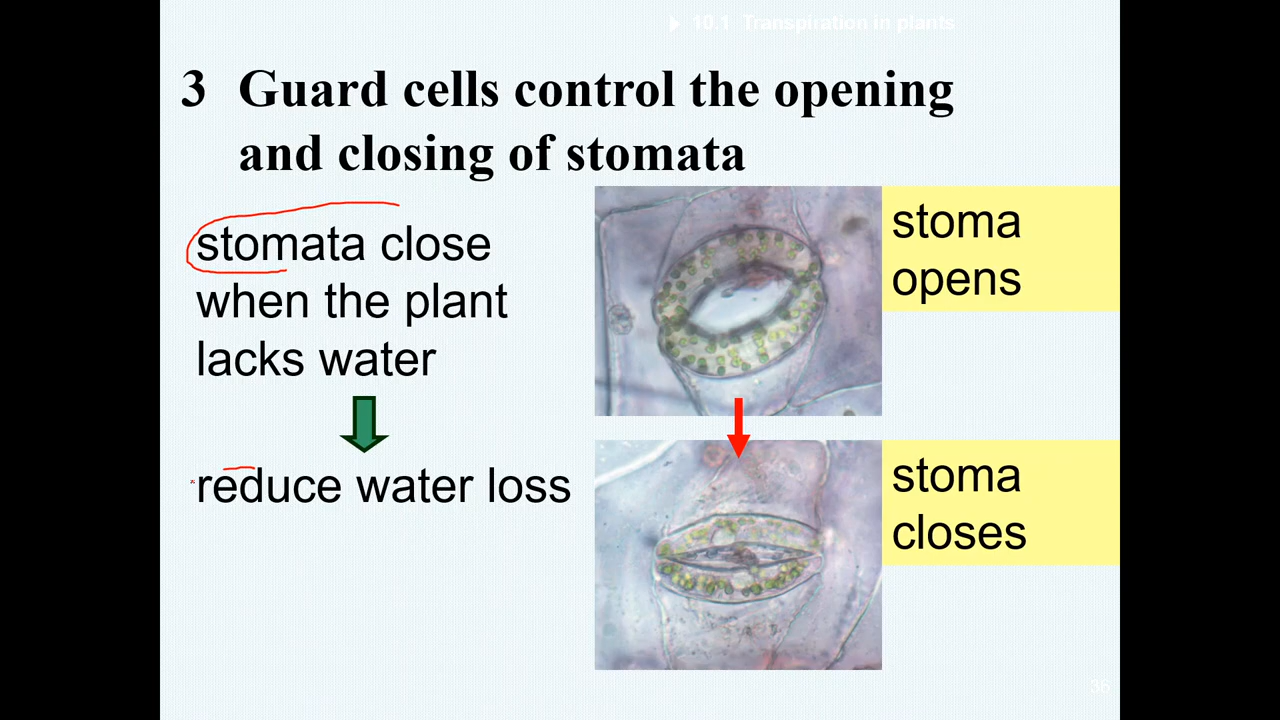 10.1 Transpiration in plants
3 Guard cells control the opening
and closing of stomata
stomata close
when the plant
lacks water
reduce water loss
stoma
opens
stoma
closes
36